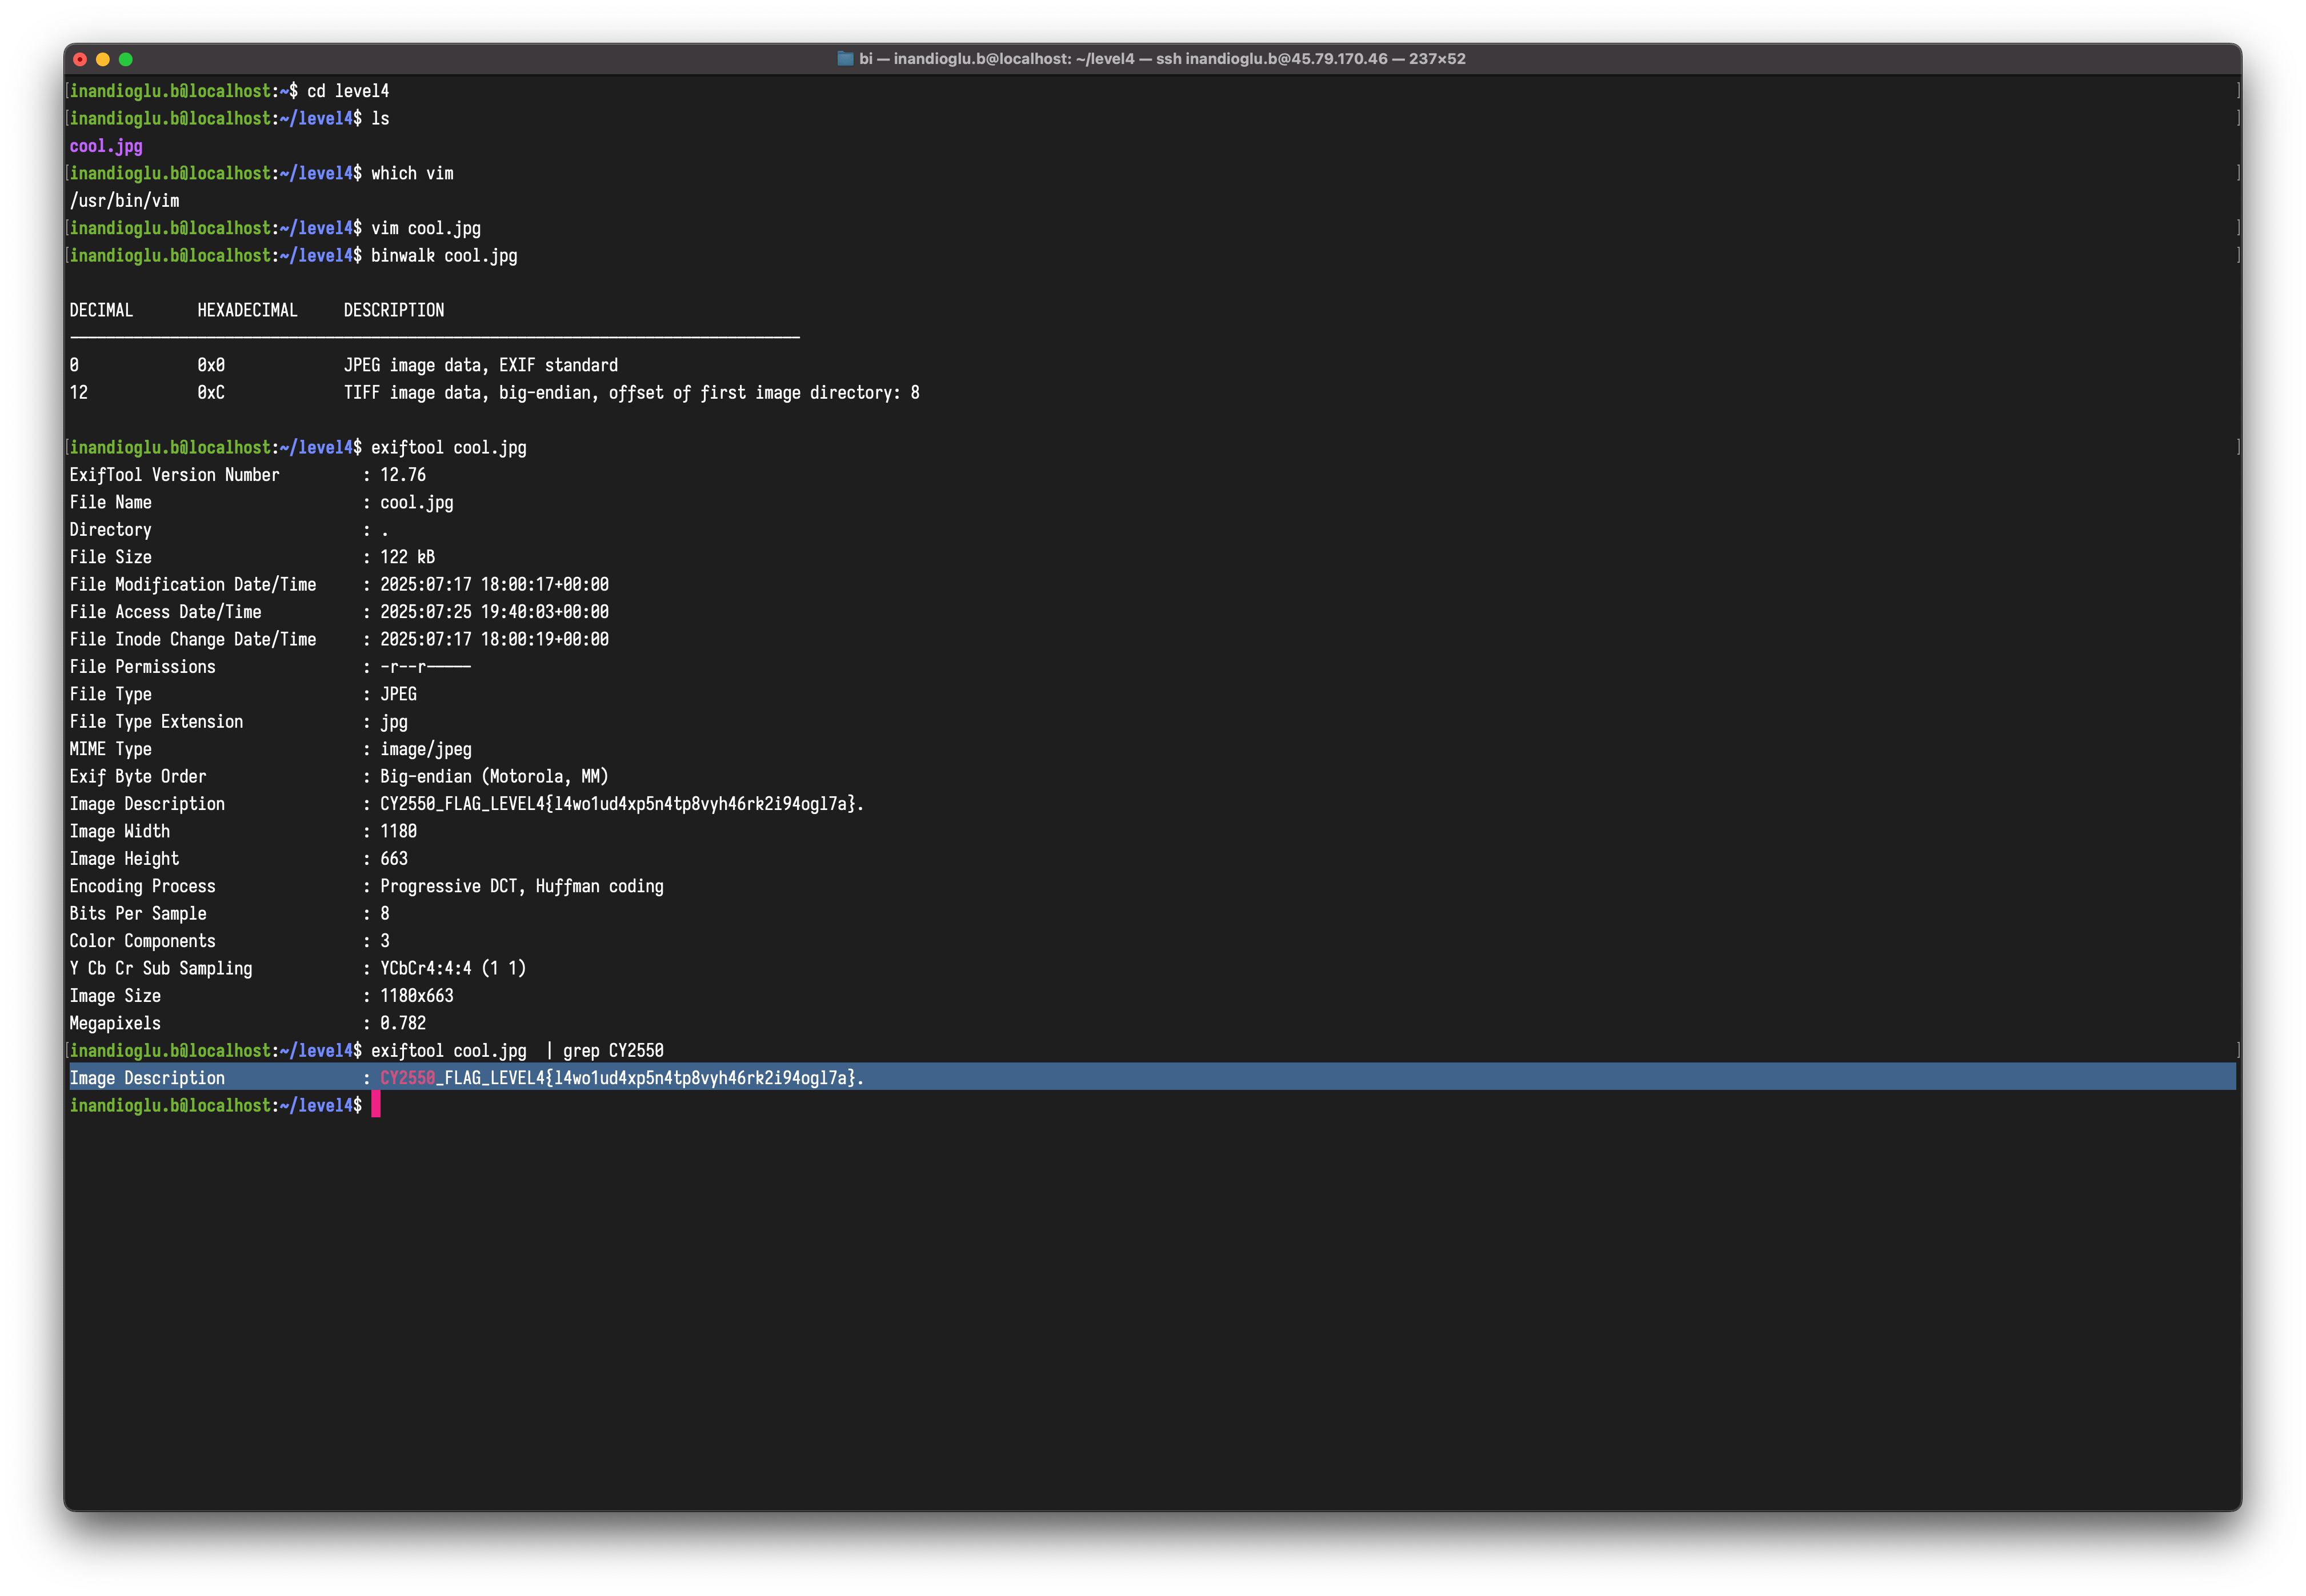 bi — inandioglu.b@localhost: ~/level4 — ssh inandioglu.b@45.79.170.46 — 237×52
[inandioglu.b@localhost:~$ cd level4 ]
[inandioglu.b@localhost:~/level4$ ls ]
cool.jpg
[inandioglu.b@localhost:~/level4$ which vim ]
/usr/bin/vim
[inandioglu.b@localhost:~/level4$ vim cool.jpg ]
[inandioglu.b@localhost:~/level4$ binwalk cool.jpg ]
DECIMAL       HEXADECIMAL     DESCRIPTION
--------------------------------------------------------------------------------
0             0x0             JPEG image data, EXIF standard
12            0xC             TIFF image data, big-endian, offset of first image directory: 8
[inandioglu.b@localhost:~/level4$ exiftool cool.jpg ]
ExifTool Version Number         : 12.76
File Name                       : cool.jpg
Directory                       : .
File Size                       : 122 kB
File Modification Date/Time     : 2025:07:17 18:00:17+00:00
File Access Date/Time           : 2025:07:25 19:40:03+00:00
File Inode Change Date/Time     : 2025:07:17 18:00:19+00:00
File Permissions                : -r--r-----
File Type                       : JPEG
File Type Extension             : jpg
MIME Type                       : image/jpeg
Exif Byte Order                 : Big-endian (Motorola, MM)
Image Description               : CY2550_FLAG_LEVEL4{l4wo1ud4xp5n4tp8vyh46rk2i94ogl7a}.
Image Width                     : 1180
Image Height                    : 663
Encoding Process                : Progressive DCT, Huffman coding
Bits Per Sample                 : 8
Color Components                : 3
Y Cb Cr Sub Sampling            : YCbCr4:4:4 (1 1)
Image Size                      : 1180x663
Megapixels                      : 0.782
[inandioglu.b@localhost:~/level4$ exiftool cool.jpg  | grep CY2550 ]
Image Description               : CY2550_FLAG_LEVEL4{l4wo1ud4xp5n4tp8vyh46rk2i94ogl7a}.
inandioglu.b@localhost:~/level4$